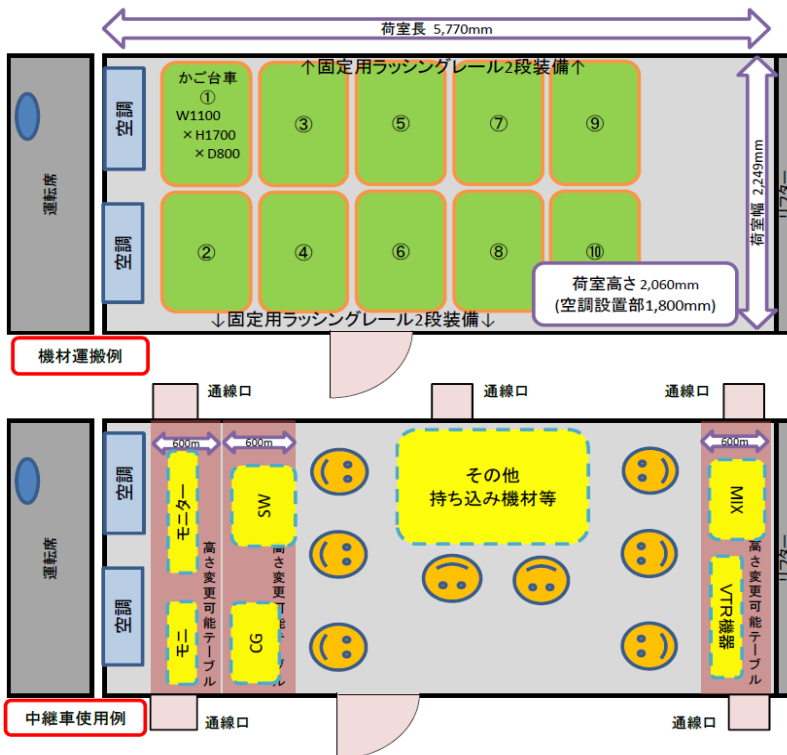 荷室長 5,770mm
↑固定用ラッシングレール2段装備↑
かご台車
①
W1100
×H1700
×D800
③
⑤
⑦
⑨
空調
運転席
荷室幅 2,249mm
リフター
空調
②
④
⑥
⑧
⑩
荷室高さ2,060mm
(空調設置部1,800mm)
↓固定用ラッシングレール2段装備↓
機材運搬例
通線口
通線口
通線口
600m
600m
600m
空調
運転席
モニター
SW
その他
持ち込み機材等
MIX
リフター
高さ変更可能テーブル
高さ変更可能テーブル
高さ変更可能テーブル
空調
モニ
CG
VTR機器
中継車使用例
通線口
通線口